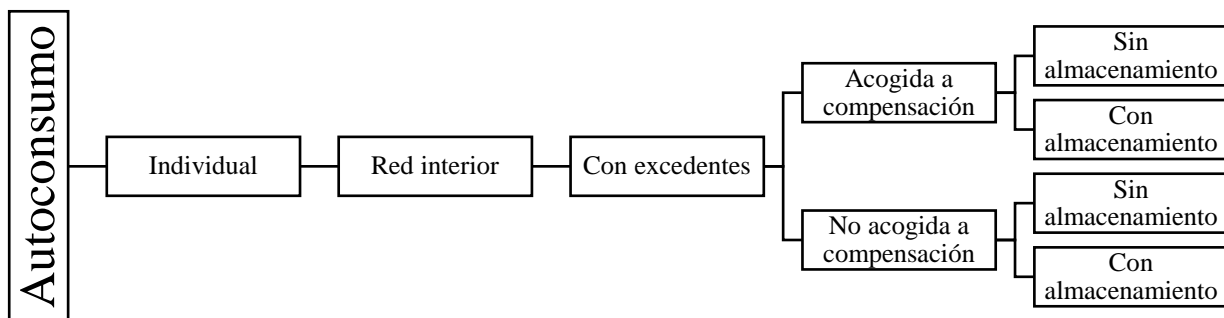 Autoconsumo
Individual
Red interior
Con excedentes
Acogida a
compensación
Sin
almacenamiento
Con
almacenamiento
No acogida a
compensación
Sin
almacenamiento
Con
almacenamiento